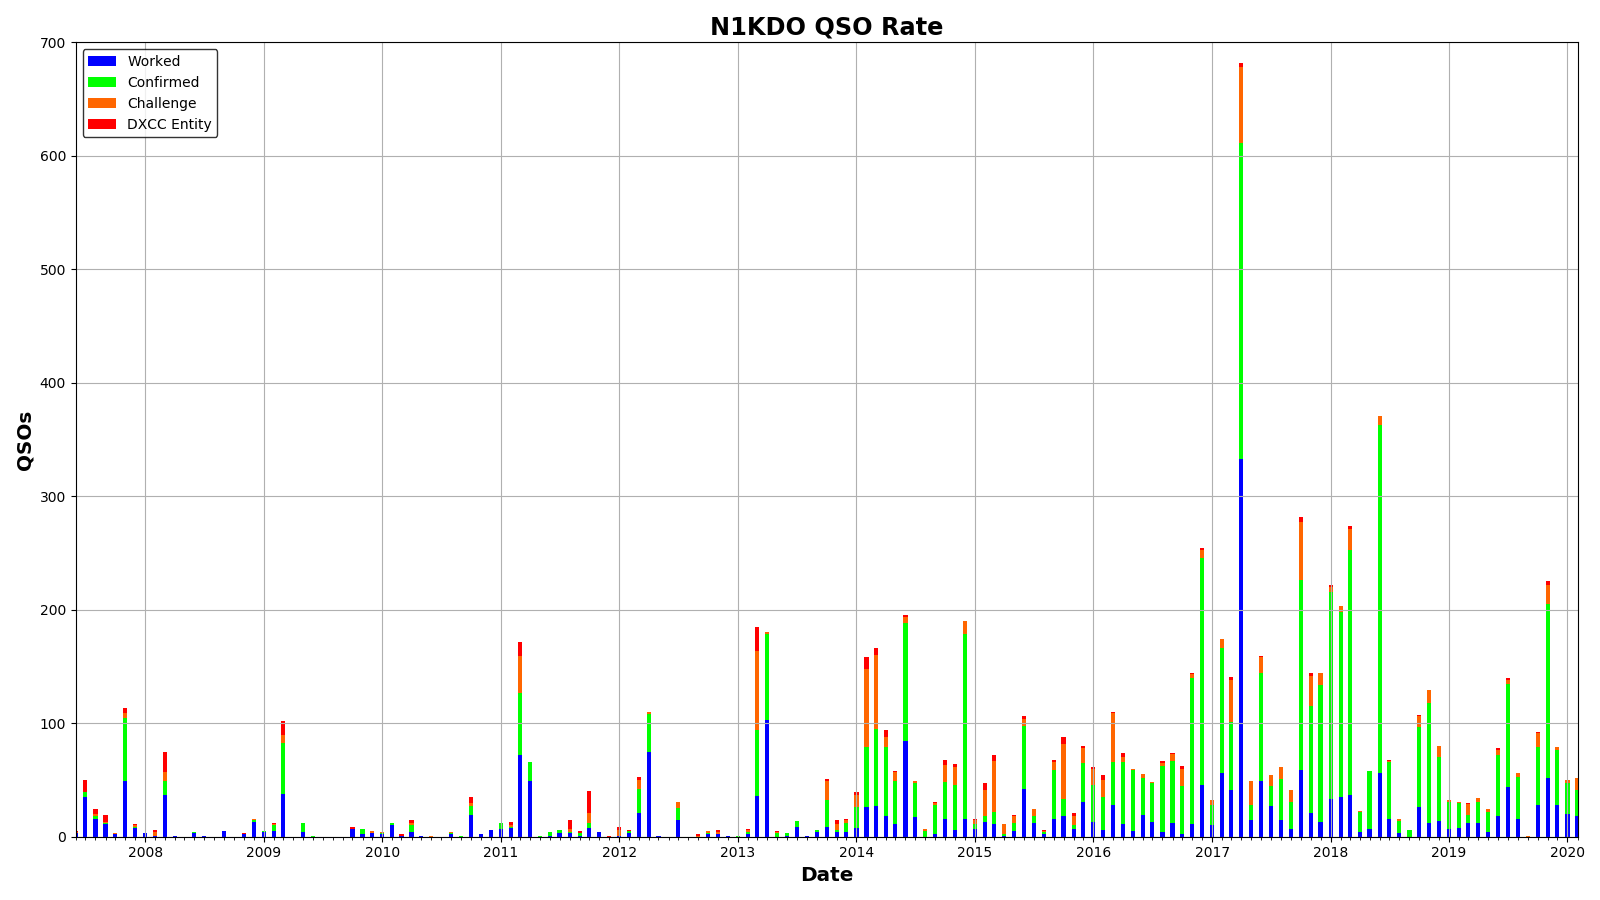 N1KDO QSO Rate
700
600
500
400
300
200
100
0
QSOs
Worked
Confirmed
Challenge
DXCC Entity
2008 2009 2010 2011 2012 2013 2014 2015 2016 2017 2018 2019 2020
Date